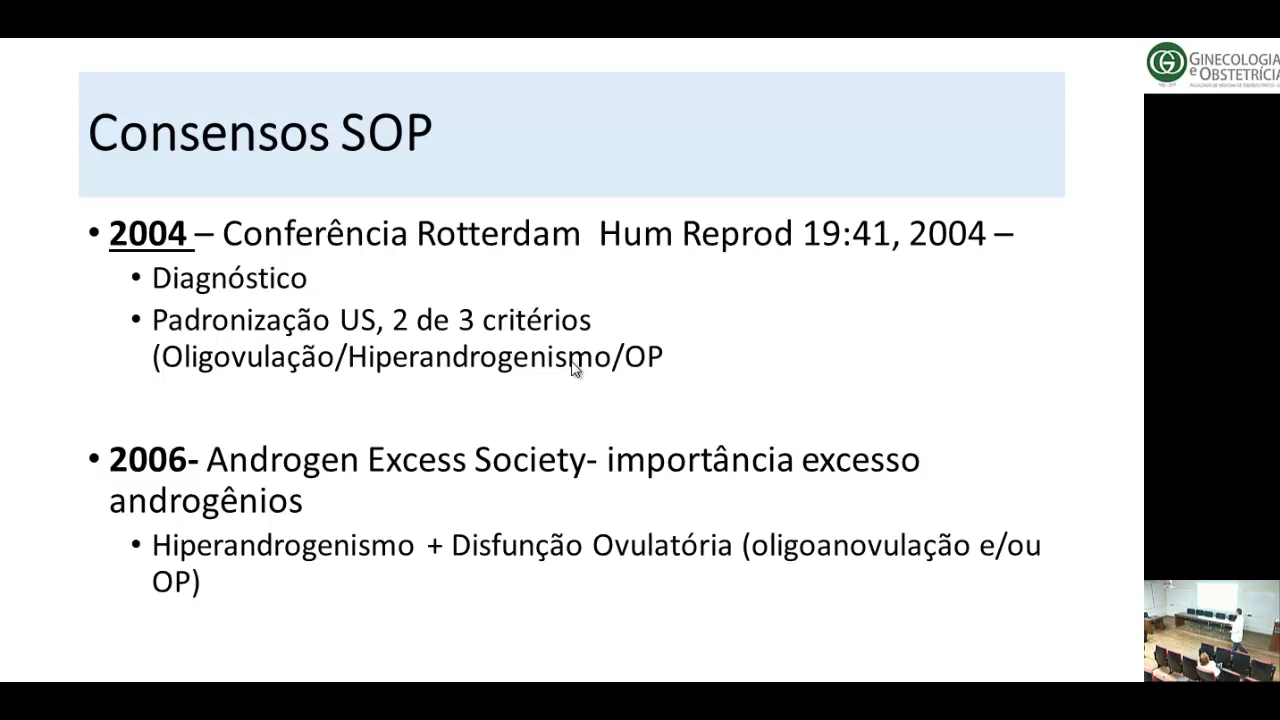 GINECOLOGIA
e OBSTETRÍCIA
Consensos SOP
• 2004 – Conferência Rotterdam Hum Reprod 19:41, 2004 –
• Diagnóstico
• Padronização US, 2 de 3 critérios
(Oligovulação/Hiperandrogenismo/OP
• 2006- Androgen Excess Society- importância excesso
androgênios
• Hiperandrogenismo + Disfunção Ovulatória (oligoanovulação e/ou
OP)